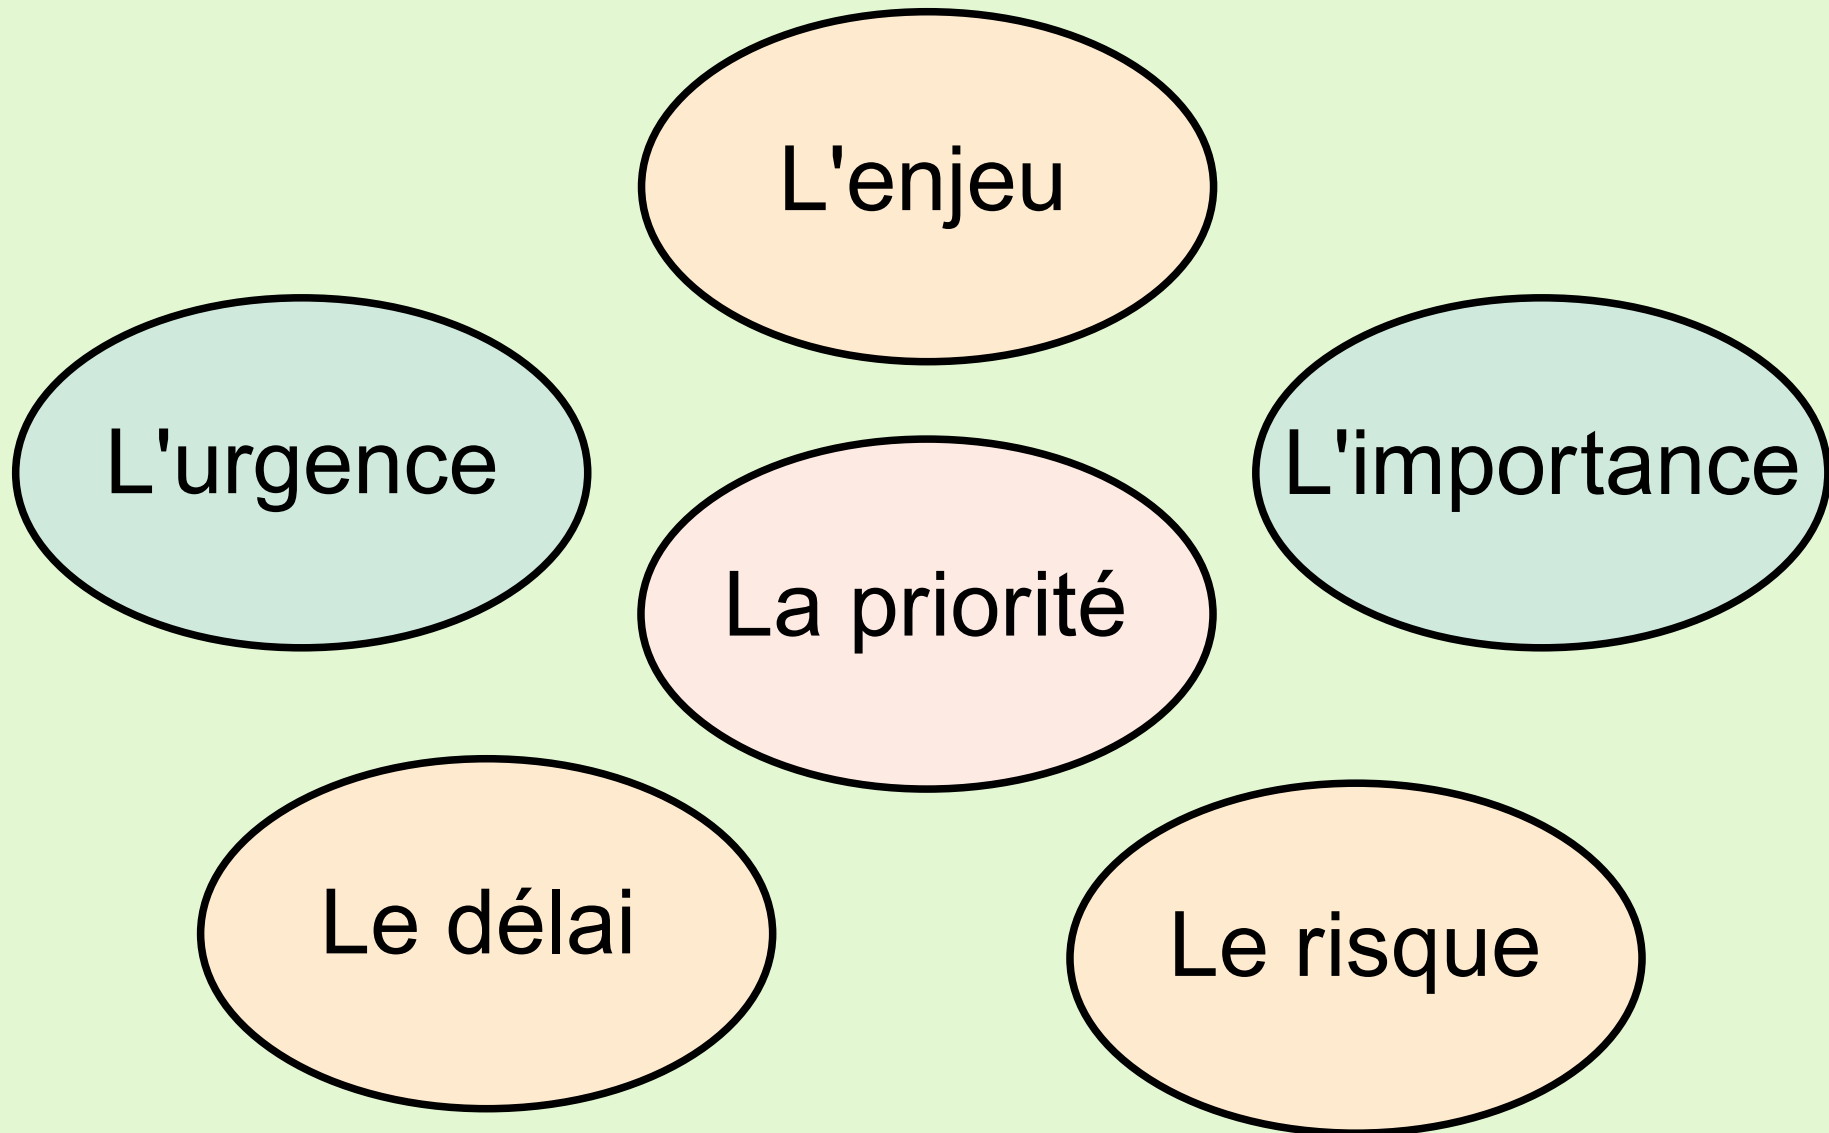 L'enjeu
L'urgence
L'importance
La priorité
Le délai
Le risque